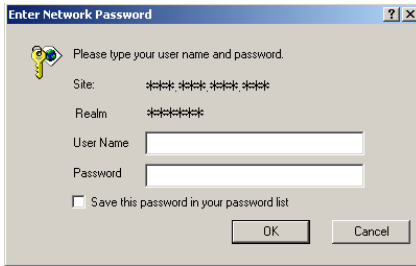 Enter Network Password
Please type your user name and password.
Site: ***.***.***.***
Realm ******
User Name
Password
Save this password in your password list
OK Cancel